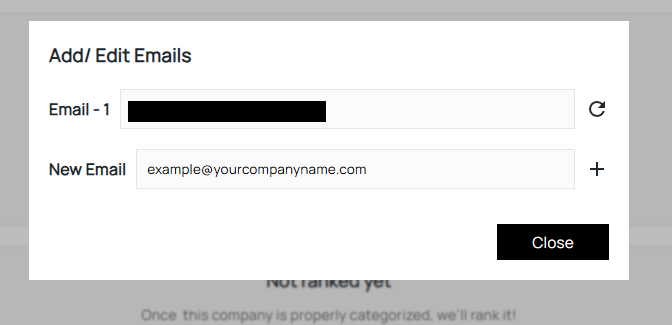 Add/ Edit Emails
Email - 1
New Email example@yourcompanyname.com
Close
Not ranked yet
Once this company is properly categorized, we'll rank it!